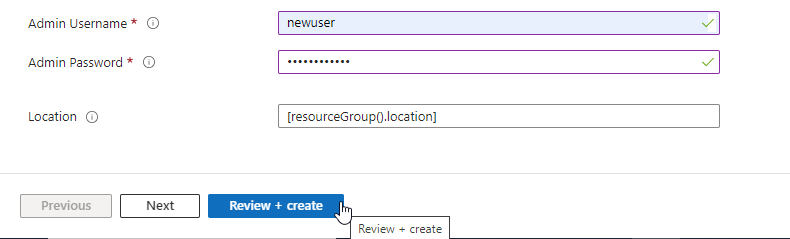 Admin Username * newuser
Admin Password * ••••••••••••
Location [resourceGroup().location]
Previous Next Review + create
Review + create